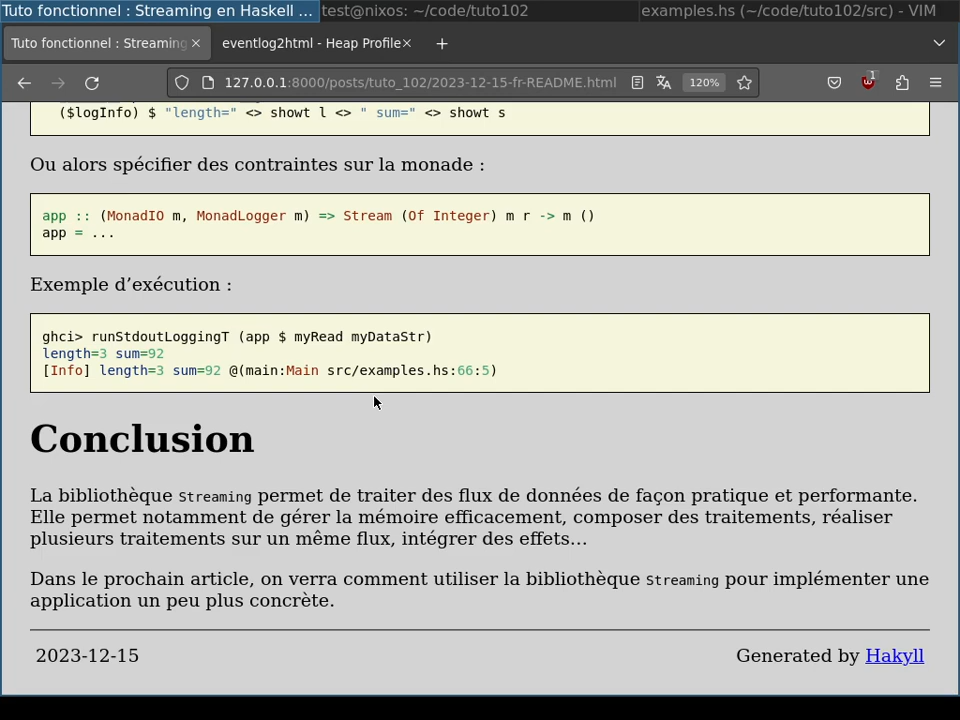 Tuto fonctionnel : Streaming en Haskell ... test@nixos: ~/code/tuto102 examples.hs (~/code/tuto102/src) - VIM
Tuto fonctionnel : Streaming eventlog2html - Heap Profile
127.0.0.1:8000/posts/tuto_102/2023-12-15-fr-README.html 120% 1
($logInfo) $ "length=" <> showt l <> " sum=" <> showt s
Ou alors spécifier des contraintes sur la monade :
app :: (MonadIO m, MonadLogger m) => Stream (Of Integer) m r -> m ()
app = ...
Exemple d’exécution :
ghci> runStdoutLoggingT (app $ myRead myDataStr)
length=3 sum=92
[Info] length=3 sum=92 @(main:Main src/examples.hs:66:5)
Conclusion
La bibliothèque Streaming permet de traiter des flux de données de façon pratique et performante.
Elle permet notamment de gérer la mémoire efficacement, composer des traitements, réaliser
plusieurs traitements sur un même flux, intégrer des effets…
Dans le prochain article, on verra comment utiliser la bibliothèque Streaming pour implémenter une
application un peu plus concrète.
2023-12-15 Generated by Hakyll